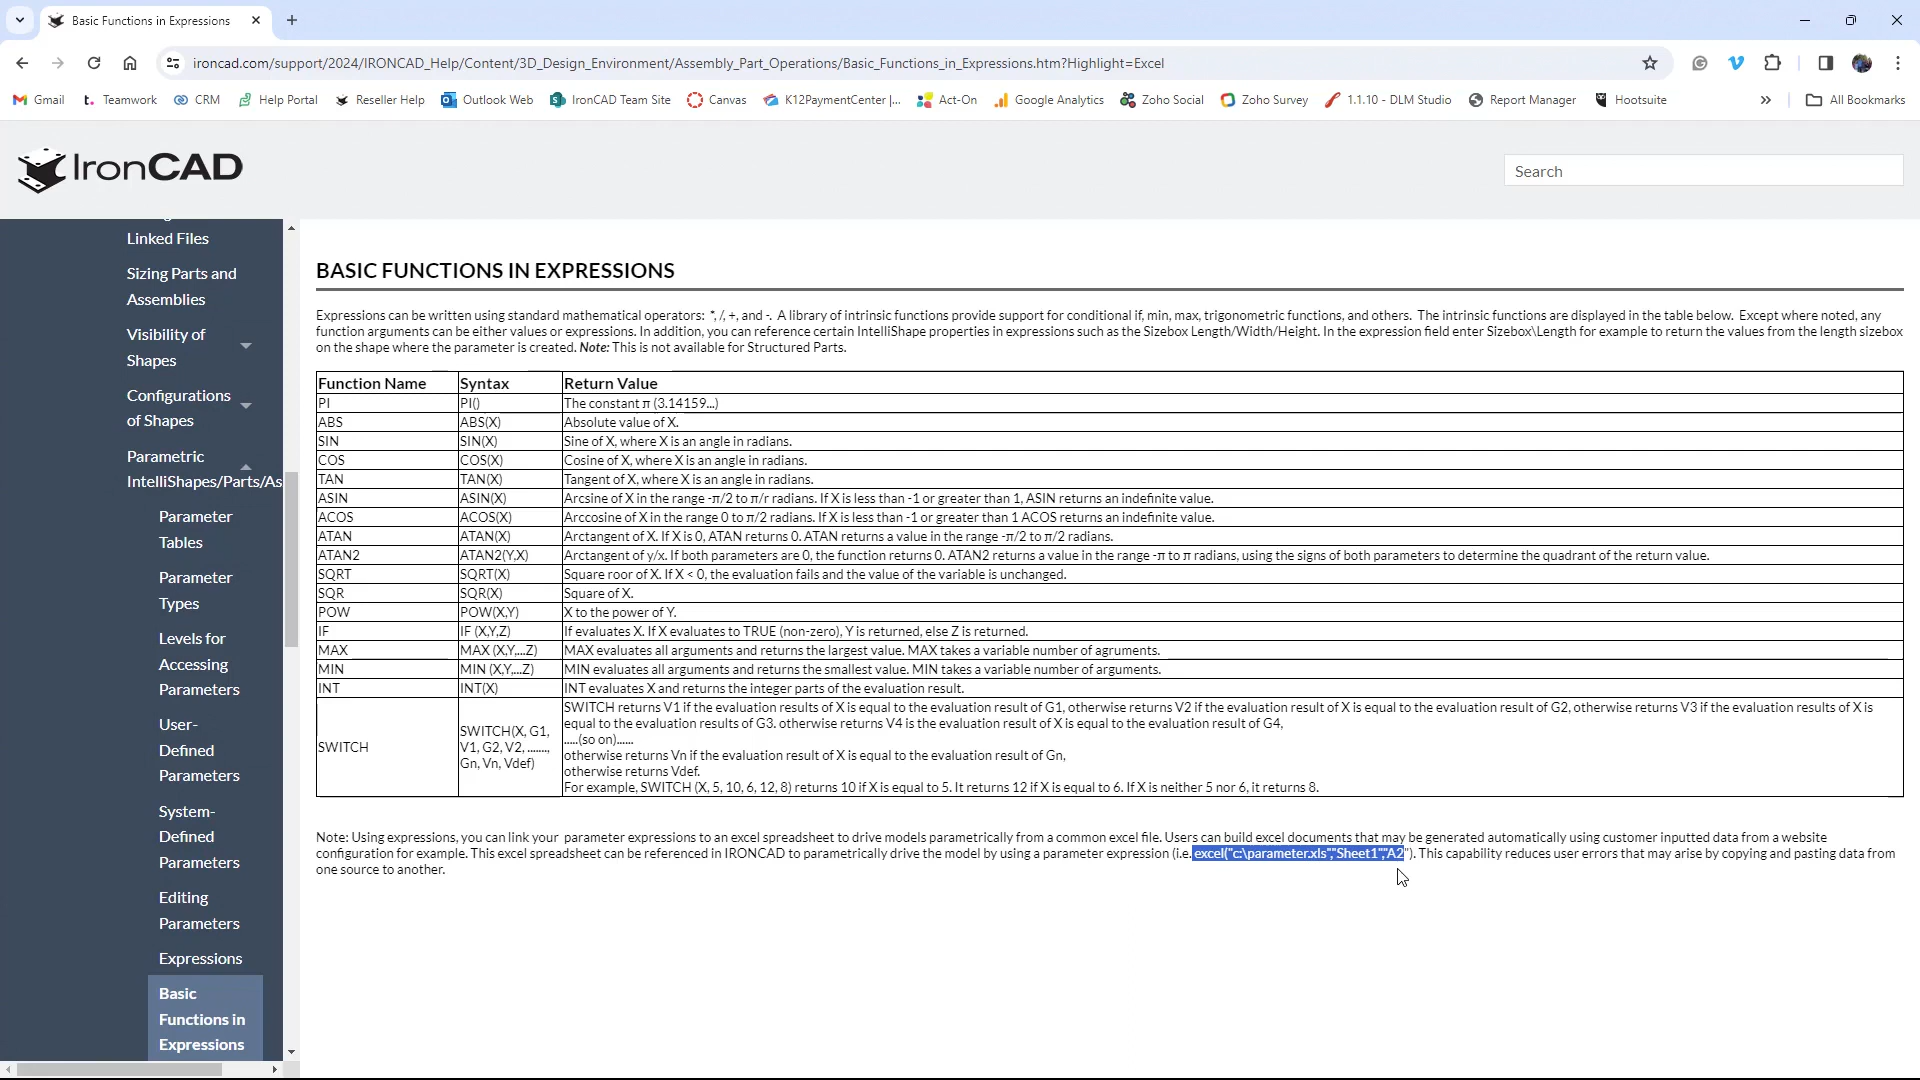 Basic Functions in Expressions
ironcad.com/support/2024/IRONCAD_Help/Content/3D_Design_Environment/Assembly_Part_Operations/Basic_Functions_in_Expressions.htm?Highlight=Excel
Gmail Teamwork CRM Help Portal Reseller Help Outlook Web IronCAD Team Site Canvas K12PaymentCenter |... Act-On Google Analytics Zoho Social Zoho Survey 1.1.10 - DLM Studio Report Manager Hootsuite » All Bookmarks
IronCAD
Search
Linked Files
Sizing Parts and
Assemblies
Visibility of
Shapes
Configurations
of Shapes
Parametric
IntelliShapes/Parts/As
Parameter
Tables
Parameter
Types
Levels for
Accessing
Parameters
User-
Defined
Parameters
System-
Defined
Parameters
Editing
Parameters
Expressions
Basic
Functions in
Expressions
BASIC FUNCTIONS IN EXPRESSIONS
Expressions can be written using standard mathematical operators: *, /, +, and -. A library of intrinsic functions provide support for conditional if, min, max, trigonometric functions, and others. The intrinsic functions are displayed in the table below. Except where noted, any
function arguments can be either values or expressions. In addition, you can reference certain IntelliShape properties in expressions such as the Sizebox Length/Width/Height. In the expression field enter Sizebox\Length for example to return the values from the length sizebox
on the shape where the parameter is created. Note: This is not available for Structured Parts.
Function Name Syntax Return Value
PI PI() The constant π (3.14159...)
ABS ABS(X) Absolute value of X.
SIN SIN(X) Sine of X, where X is an angle in radians.
COS COS(X) Cosine of X, where X is an angle in radians.
TAN TAN(X) Tangent of X, where X is an angle in radians.
ASIN ASIN(X) Arcsine of X in the range -π/2 to π/r radians. If X is less than -1 or greater than 1, ASIN returns an indefinite value.
ACOS ACOS(X) Arccosine of X in the range 0 to π/2 radians. If X is less than -1 or greater than 1 ACOS returns an indefinite value.
ATAN ATAN(X) Arctangent of X. If X is 0, ATAN returns 0. ATAN returns a value in the range -π/2 to π/2 radians.
ATAN2 ATAN2(Y,X) Arctangent of y/x. If both parameters are 0, the function returns 0. ATAN2 returns a value in the range -π to π radians, using the signs of both parameters to determine the quadrant of the return value.
SQRT SQRT(X) Square roor of X. If X < 0, the evaluation fails and the value of the variable is unchanged.
SQR SQR(X) Square of X.
POW POW(X,Y) X to the power of Y.
IF IF (X,Y,Z) If evaluates X. If X evaluates to TRUE (non-zero), Y is returned, else Z is returned.
MAX MAX (X,Y,...Z) MAX evaluates all arguments and returns the largest value. MAX takes a variable number of agruments.
MIN MIN (X,Y,...Z) MIN evaluates all arguments and returns the smallest value. MIN takes a variable number of arguments.
INT INT(X) INT evaluates X and returns the integer parts of the evaluation result.
SWITCH
SWITCH(X, G1,
V1, G2, V2, ........,
Gn, Vn, Vdef)
SWITCH returns V1 if the evaluation results of X is equal to the evaluation result of G1, otherwise returns V2 if the evaluation result of X is equal to the evaluation result of G2, otherwise returns V3 if the evaluation results of X is
equal to the evaluation results of G3. otherwise returns V4 is the evaluation result of X is equal to the evaluation result of G4,
.....(so on)......
otherwise returns Vn if the evaluation result of X is equal to the evaluation result of Gn,
otherwise returns Vdef.
For example, SWITCH (X, 5, 10, 6, 12, 8) returns 10 if X is equal to 5. It returns 12 if X is equal to 6. If X is neither 5 nor 6, it returns 8.
Note: Using expressions, you can link your parameter expressions to an excel spreadsheet to drive models parametrically from a common excel file. Users can build excel documents that may be generated automatically using customer inputted data from a website
configuration for example. This excel spreadsheet can be referenced in IRONCAD to parametrically drive the model by using a parameter expression (i.e. excel("c:\parameter.xls","Sheet1","A2"). This capability reduces user errors that may arise by copying and pasting data from
one source to another.